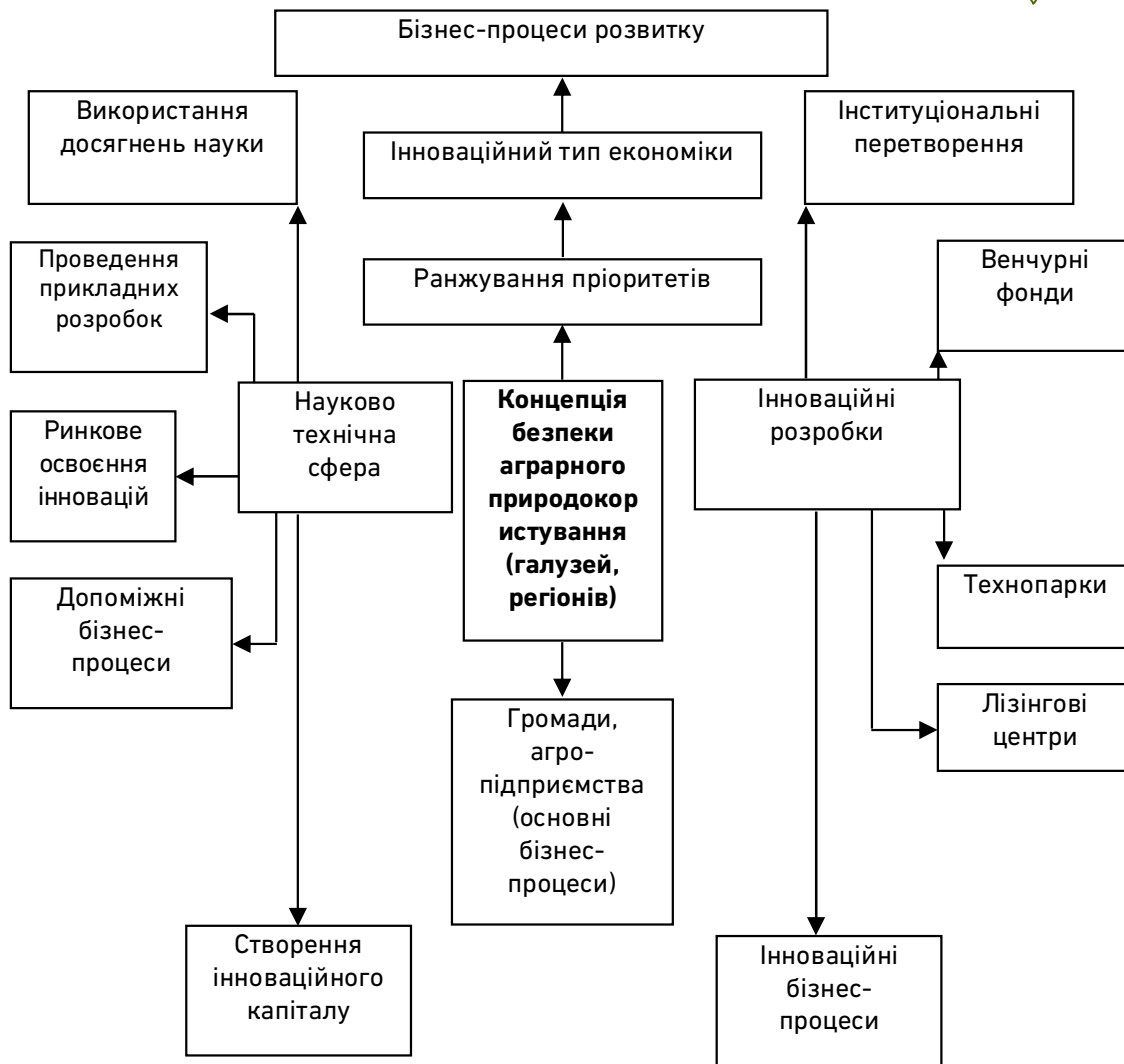 Бізнес-процеси розвитку
Використання
досягнень науки
Інноваційний тип економіки
Інституціональні
перетворення
Проведення
прикладних
розробок
Ранжування пріоритетів
Венчурні
фонди
Науково
технічна
сфера
Концепція
безпеки
аграрного
природокор
истування
(галузей,
регіонів)
Інноваційні
розробки
Ринкове
освоєння
інновацій
Допоміжні
бізнес-
процеси
Технопарки
Громади,
агро-
підприємства
(основні
бізнес-
процеси)
Лізингові
центри
Створення
інноваційного
капіталу
Інноваційні
бізнес-
процеси